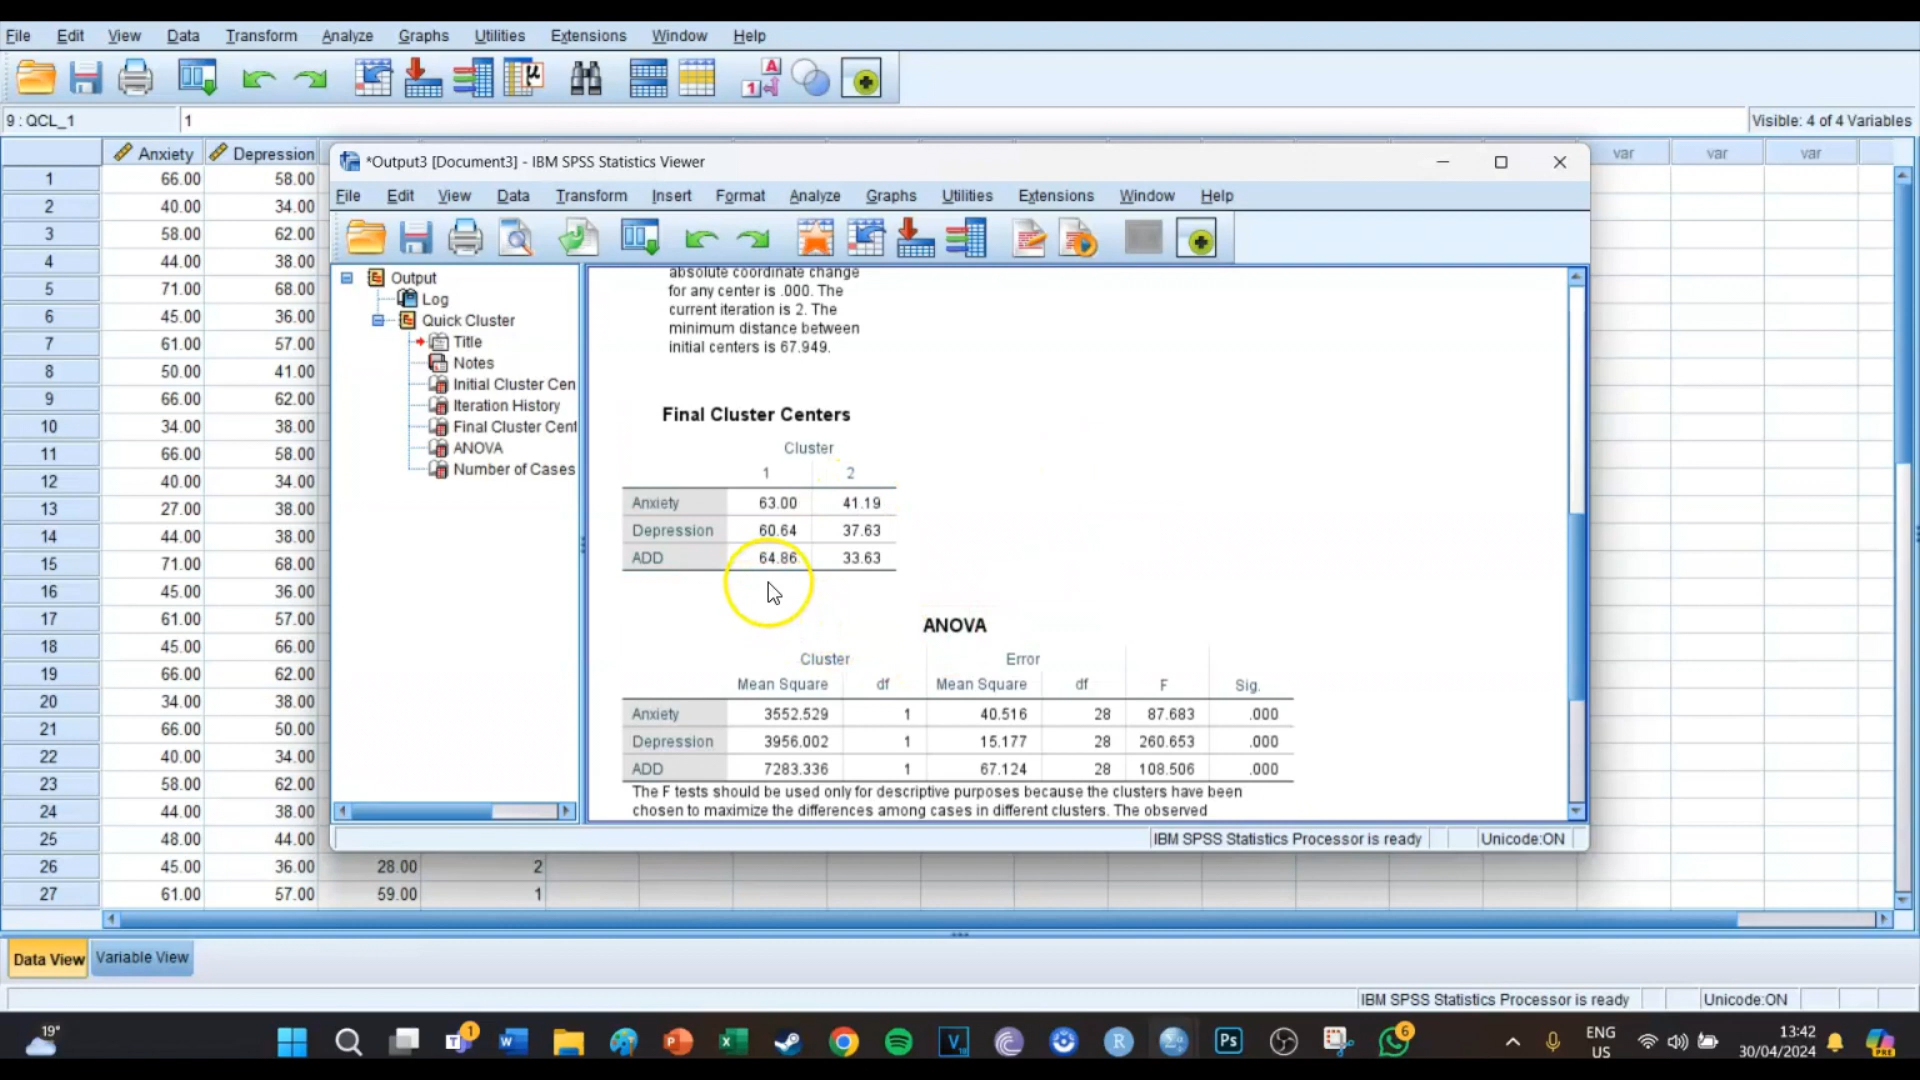 File Edit View Data Transform Analyze Graphs Utilities Extensions Window Help
9 : QCL_1 1 Visible: 4 of 4 Variables
Anxiety Depression var var var
1 66.00 58.00
2 40.00 34.00
3 58.00 62.00
4 44.00 38.00
5 71.00 68.00
6 45.00 36.00
7 61.00 57.00
8 50.00 41.00
9 66.00 62.00
10 34.00 38.00
11 66.00 58.00
12 40.00 34.00
13 27.00 38.00
14 44.00 38.00
15 71.00 68.00
16 45.00 36.00
17 61.00 57.00
18 45.00 66.00
19 66.00 62.00
20 34.00 38.00
21 66.00 50.00
22 40.00 34.00
23 58.00 62.00
24 44.00 38.00
25 48.00 44.00
26 45.00 36.00 28.00 2
27 61.00 57.00 59.00 1
*Output3 [Document3] - IBM SPSS Statistics Viewer
File Edit View Data Transform Insert Format Analyze Graphs Utilities Extensions Window Help
Output
Log
Quick Cluster
Title
Notes
Initial Cluster Cen
Iteration History
Final Cluster Cent
ANOVA
Number of Cases
absolute coordinate change
for any center is .000. The
current iteration is 2. The
minimum distance between
initial centers is 67.949.
Final Cluster Centers
Cluster
1 2
Anxiety 63.00 41.19
Depression 60.64 37.63
ADD 64.86 33.63
ANOVA
Cluster Error
Mean Square df Mean Square df F Sig.
Anxiety 3552.529 1 40.516 28 87.683 .000
Depression 3956.002 1 15.177 28 260.653 .000
ADD 7283.336 1 67.124 28 108.506 .000
The F tests should be used only for descriptive purposes because the clusters have been
chosen to maximize the differences among cases in different clusters. The observed
IBM SPSS Statistics Processor is ready Unicode:ON
Data View Variable View
IBM SPSS Statistics Processor is ready Unicode:ON
19° 1 6 ENG 13:42
US 30/04/2024